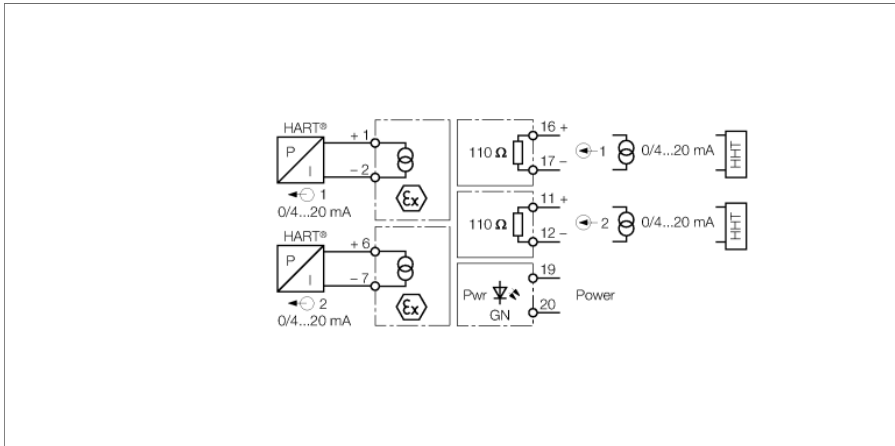 HART®
+ 1
P
I
− 2
1
0/4...20 mA
Ɛx
HART®
+ 6
P
I
− 7
2
0/4...20 mA
Ɛx
110 Ω
16 +
17 −
1
0/4...20 mA
HHT
110 Ω
11 +
12 −
2
0/4...20 mA
HHT
Pwr
GN
19
20
Power